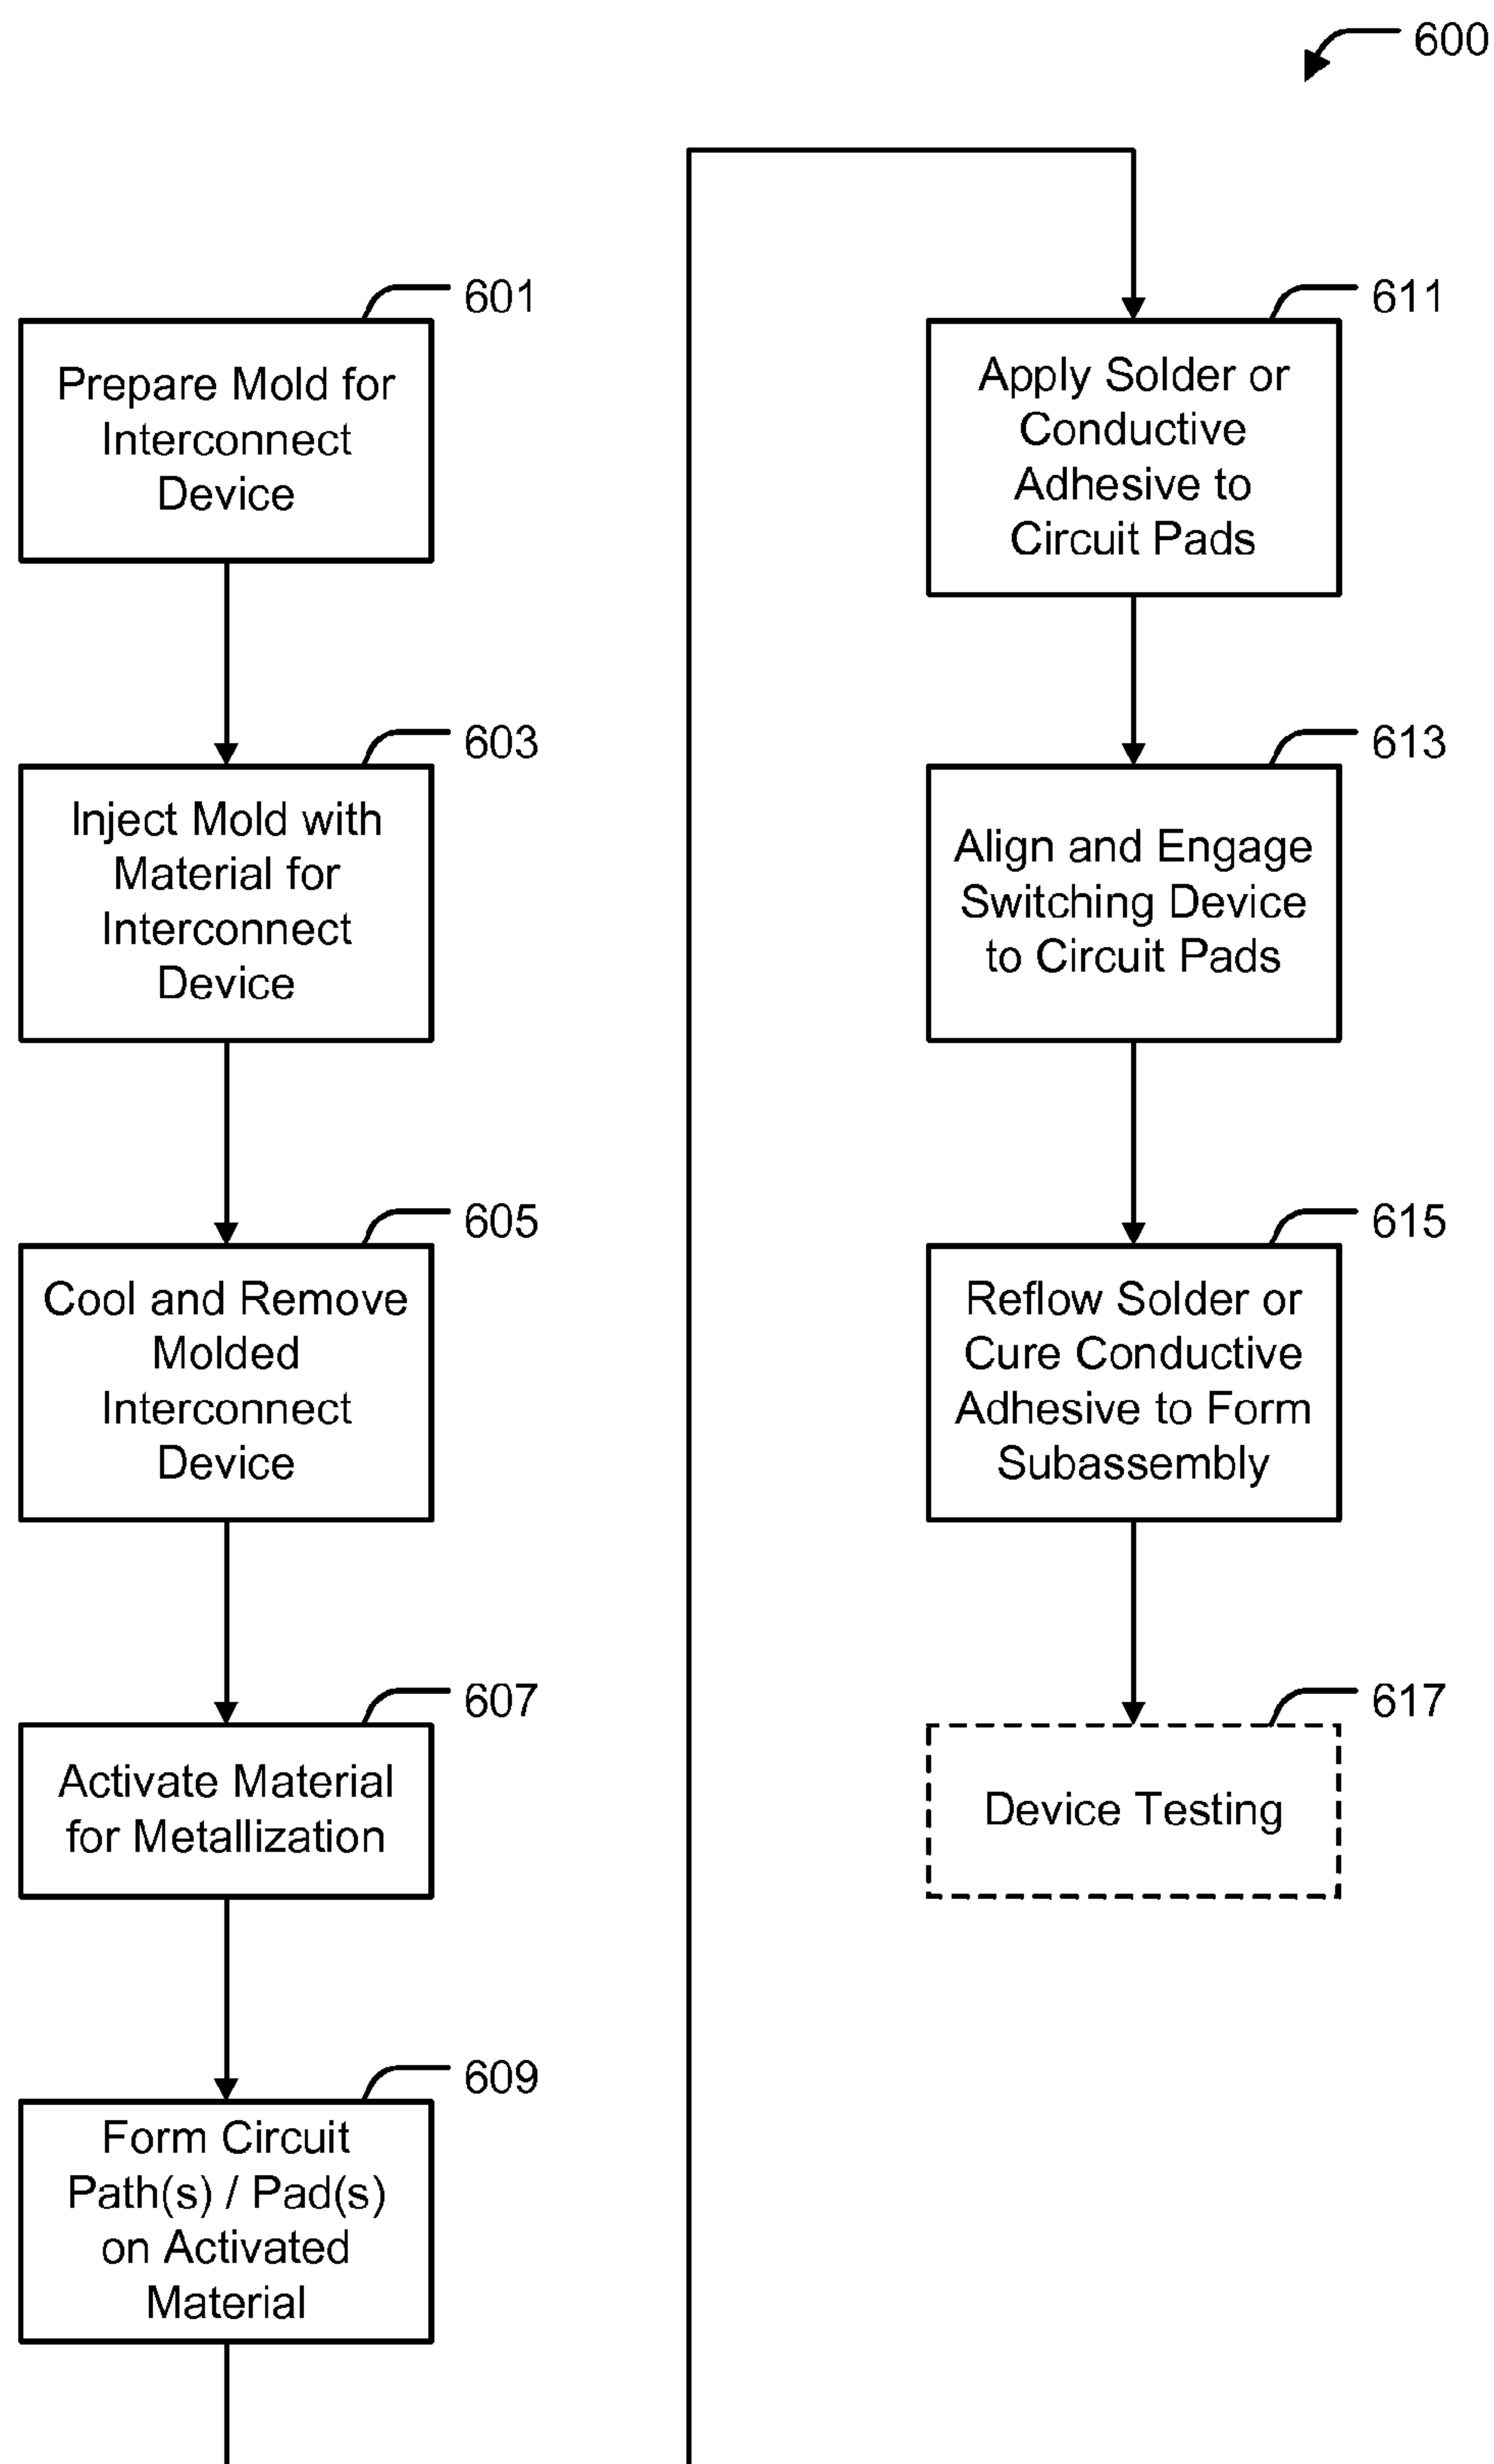 600
601
Prepare Mold for
Interconnect
Device
603
Inject Mold with
Material for
Interconnect
Device
605
Cool and Remove
Molded
Interconnect
Device
607
Activate Material
for Metallization
609
Form Circuit
Path(s) / Pad(s)
on Activated
Material
611
Apply Solder or
Conductive
Adhesive to
Circuit Pads
613
Align and Engage
Switching Device
to Circuit Pads
615
Reflow Solder or
Cure Conductive
Adhesive to Form
Subassembly
617
Device Testing